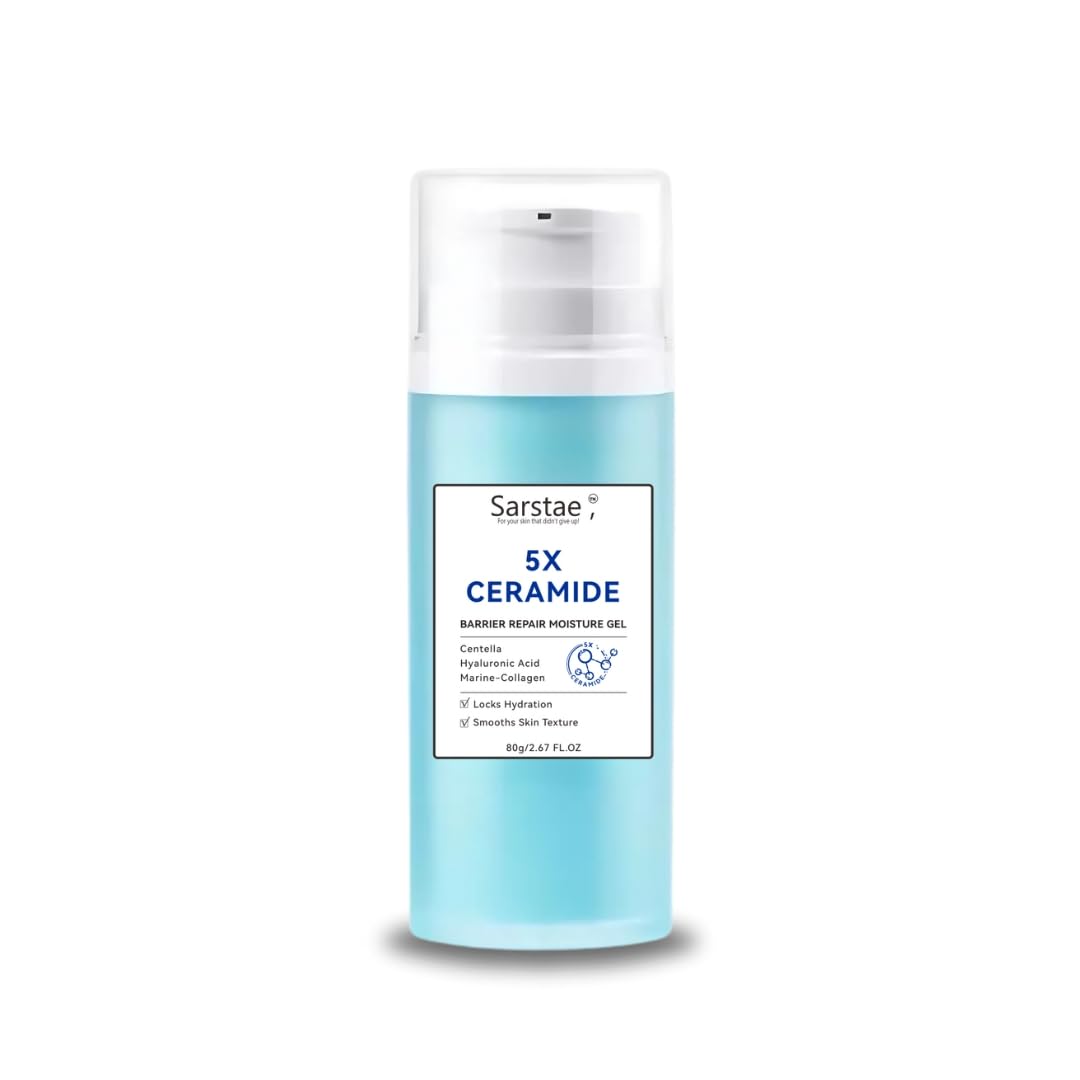 Sarstae ™,
For your skin that didn't give up!
5X
CERAMIDE
BARRIER REPAIR MOISTURE GEL
Centella
Hyaluronic Acid
Marine-Collagen
5X
CERAMIDE
☑ Locks Hydration
☑ Smooths Skin Texture
80g/2.67 FL.OZ